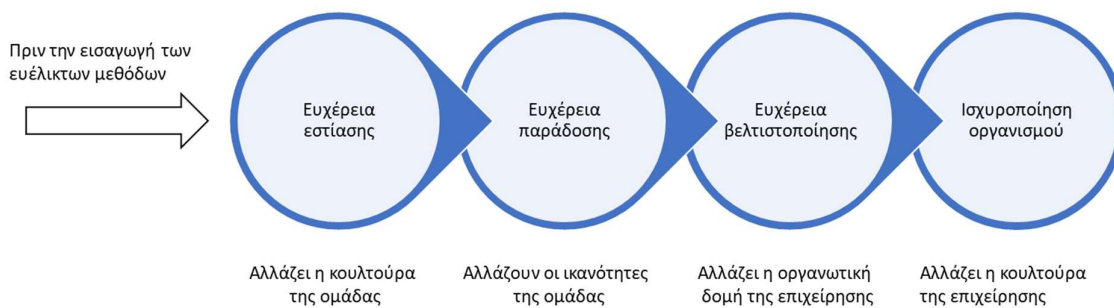 Πριν την εισαγωγή των
ευέλικτων μεθόδων
Ευχέρεια
εστίασης
Ευχέρεια
παράδοσης
Ευχέρεια
βελτιστοποίησης
Ισχυροποίηση
οργανισμού
Αλλάζει η κουλτούρα
της ομάδας
Αλλάζουν οι ικανότητες
της ομάδας
Αλλάζει η οργανωτική
δομή της επιχείρησης
Αλλάζει η κουλτούρα
της επιχείρησης